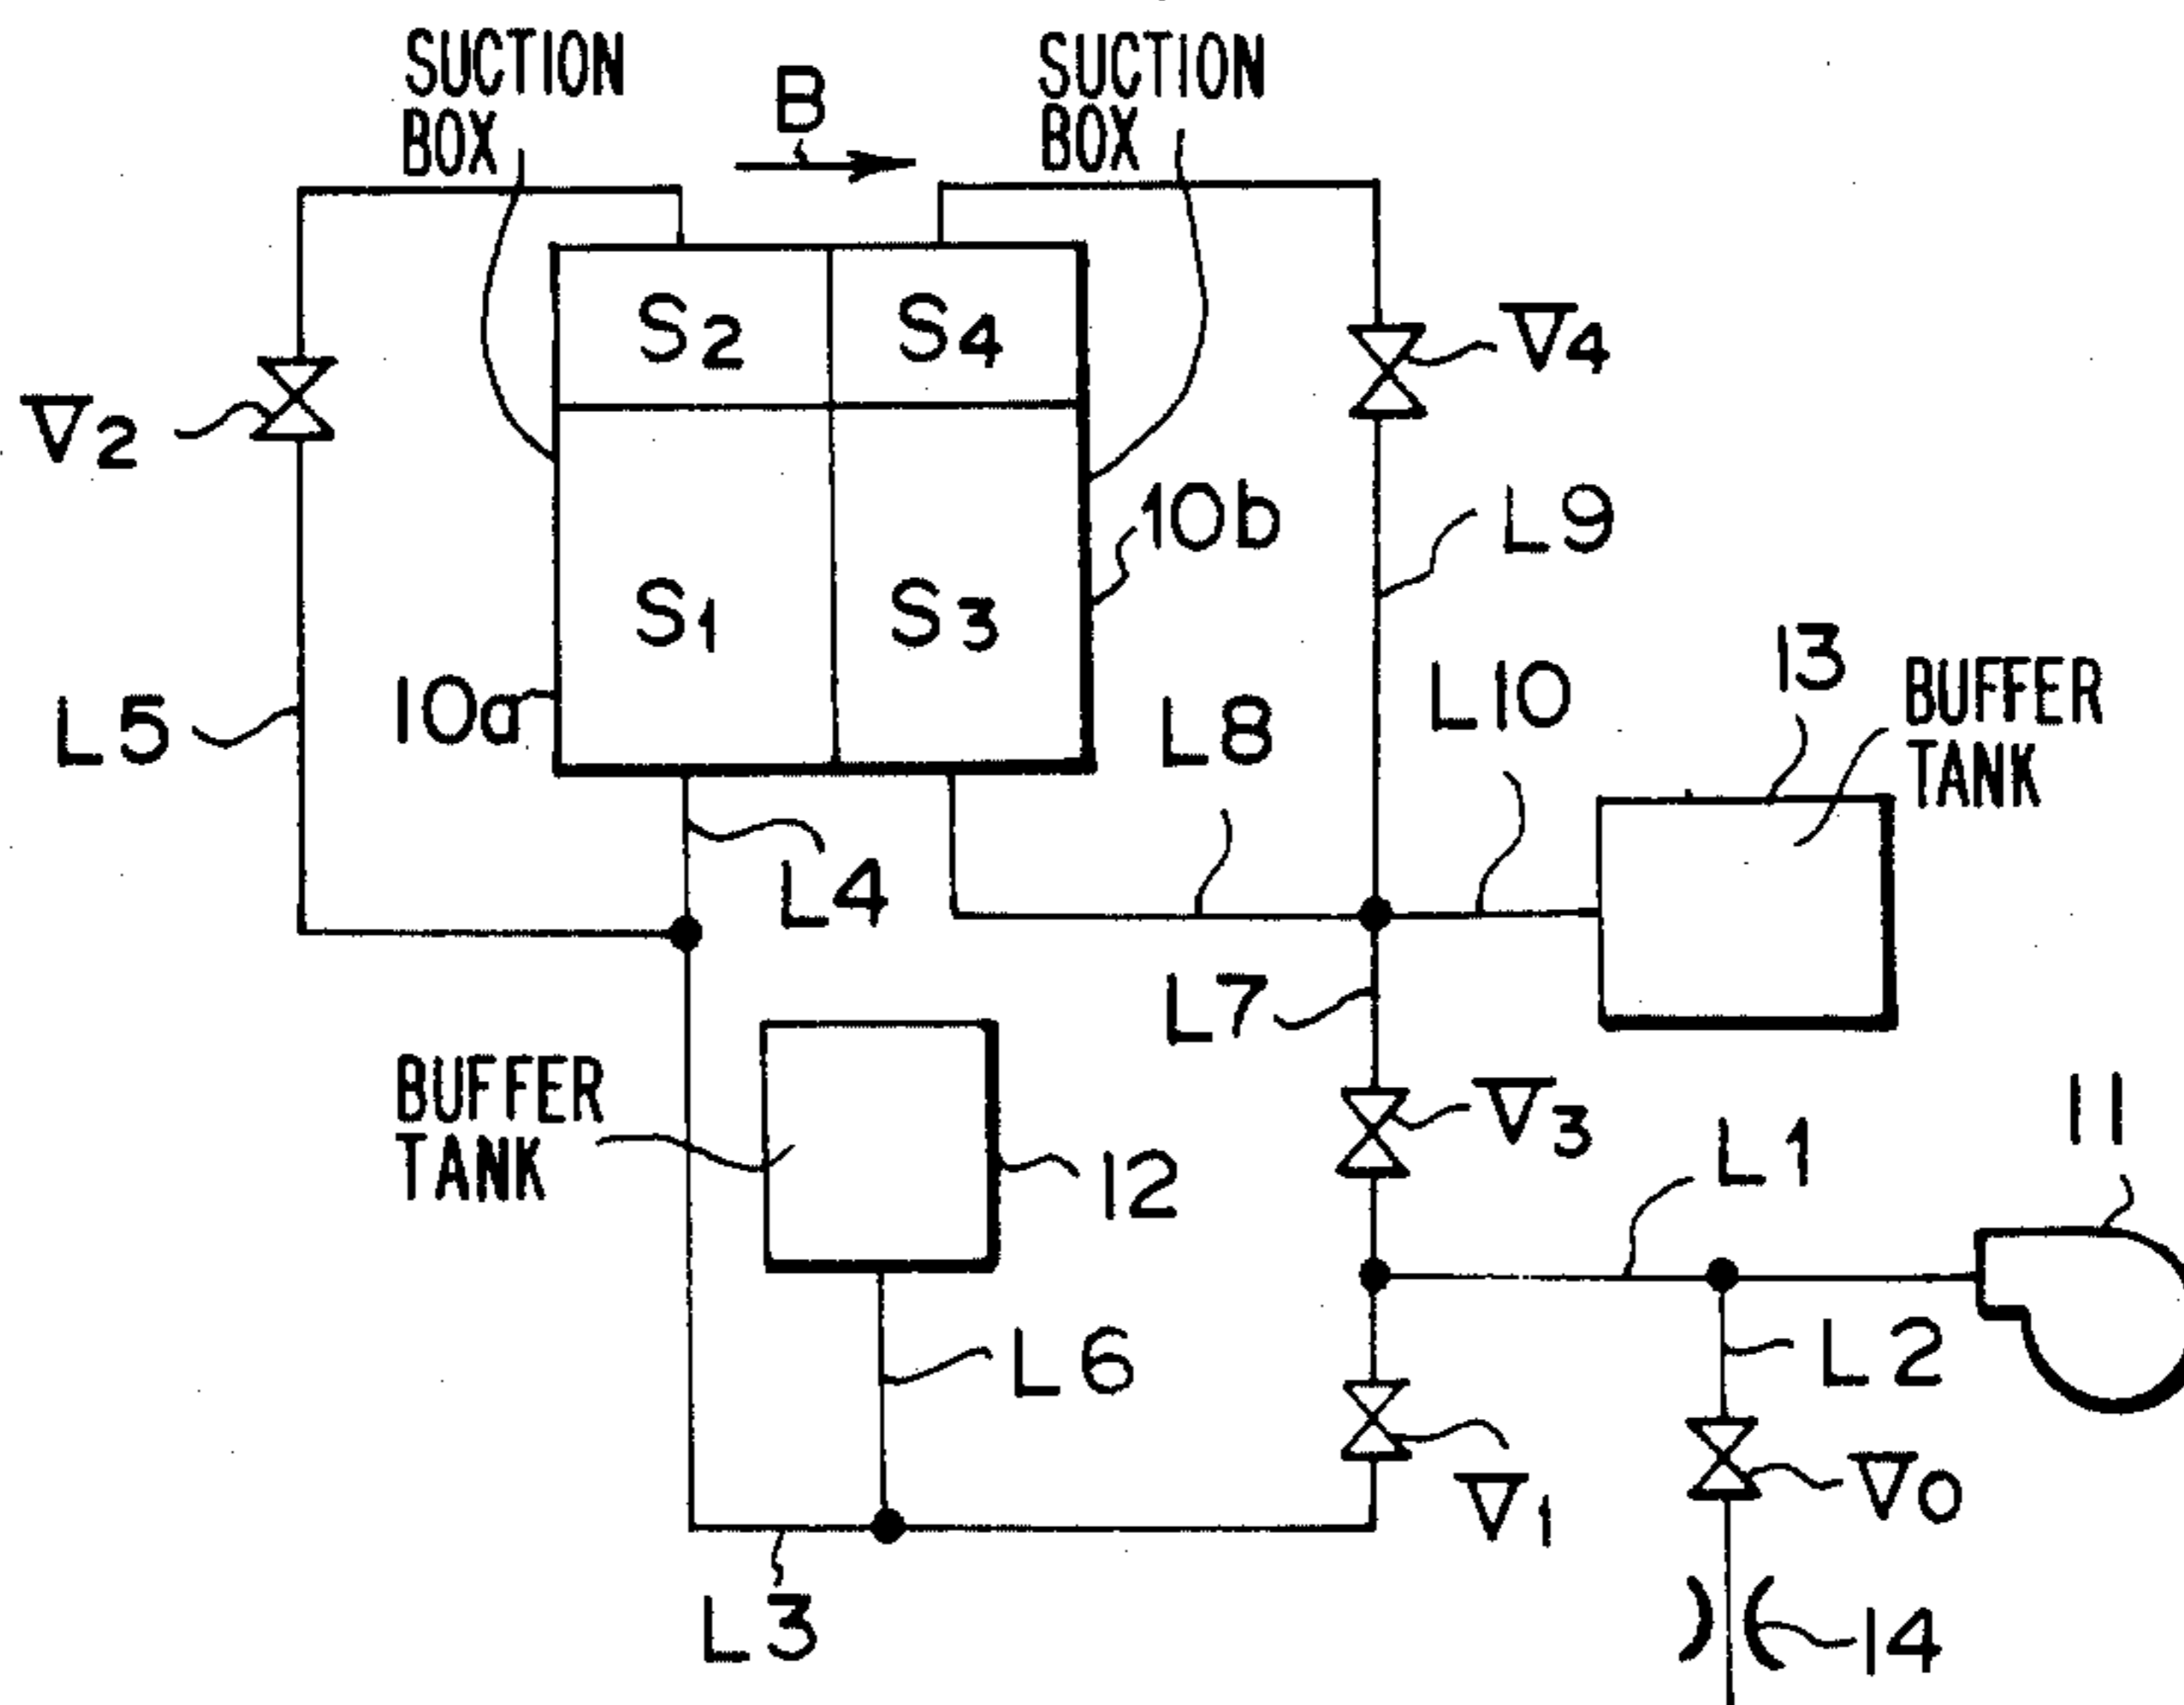 SUCTION
BOX
B
SUCTION
BOX
S2
S4
V4
V2
10b
L9
S1
S3
13
BUFFER
TANK
L10
10a
L5
L8
L4
L7
BUFFER
TANK
12
V3
L1
11
L6
L2
V1
V0
L3
14